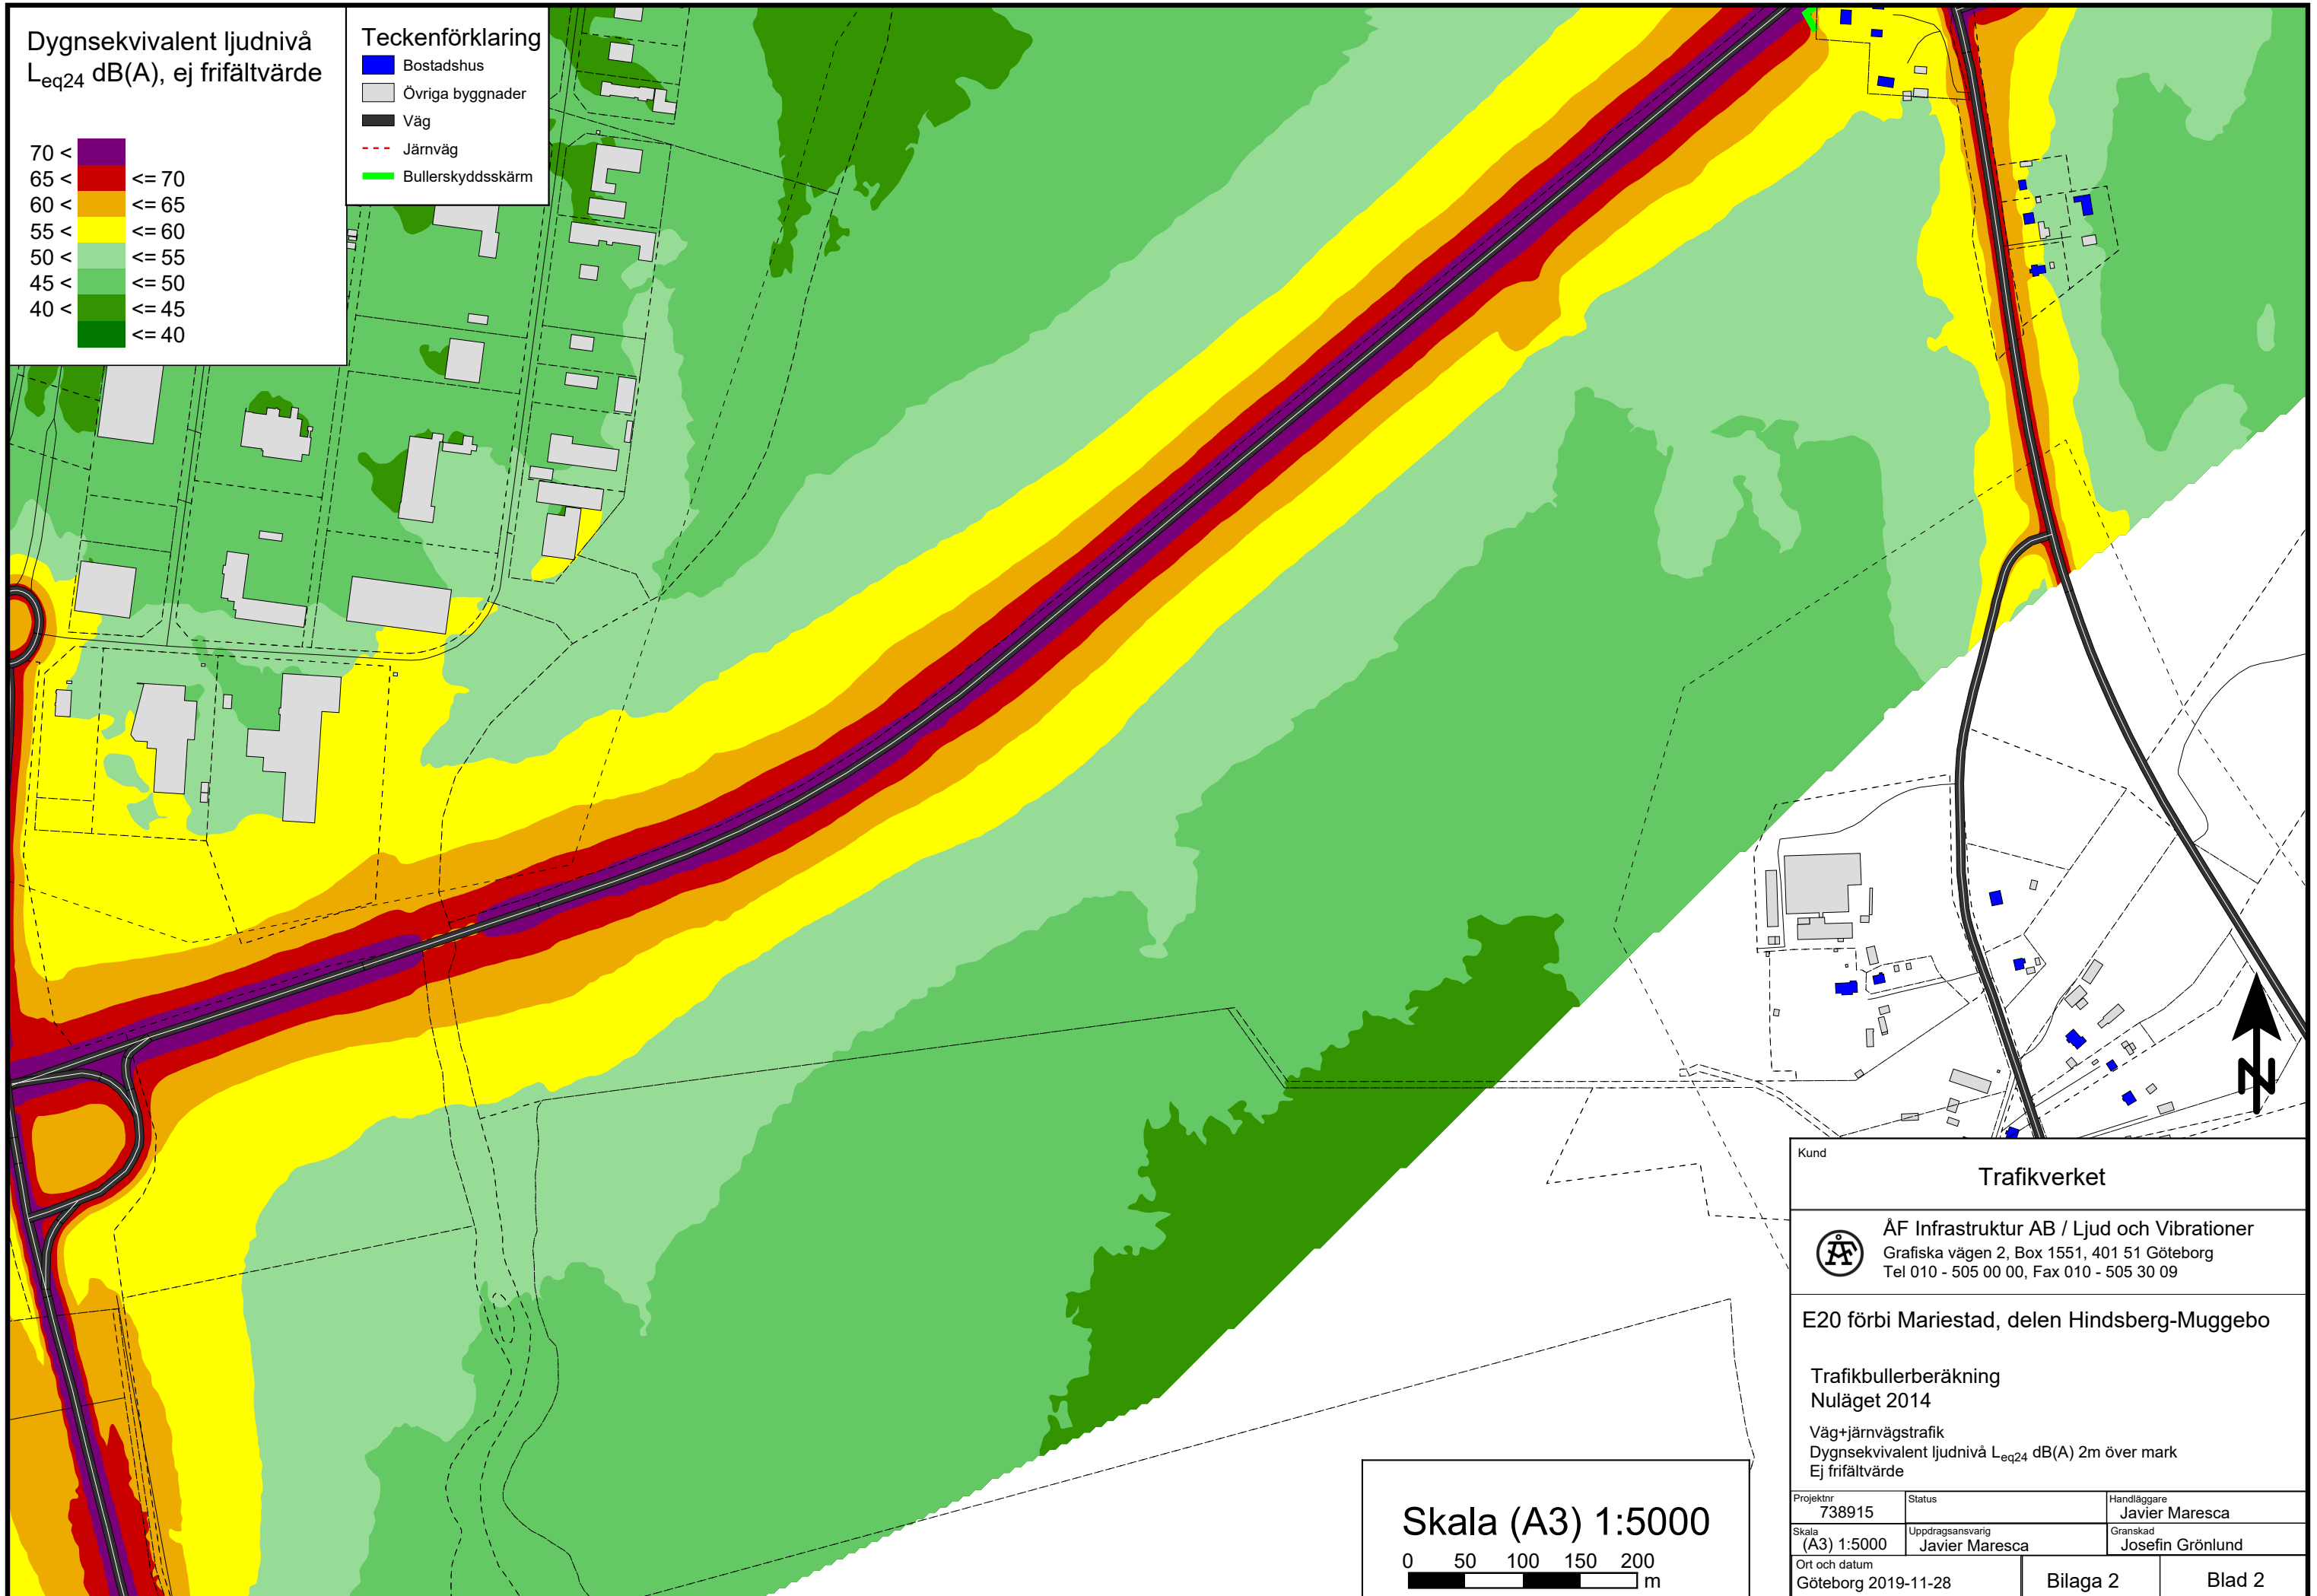 Dygnsekvivalent ljudnivå
Leq24 dB(A), ej frifältvärde
70 <
65 < <= 70
60 < <= 65
55 < <= 60
50 < <= 55
45 < <= 50
40 < <= 45
<= 40
Teckenförklaring
Bostadshus
Övriga byggnader
Väg
Järnväg
Bullerskyddsskärm
N
Skala (A3) 1:5000
0 50 100 150 200
m
Kund
Trafikverket
ÅF
ÅF Infrastruktur AB / Ljud och Vibrationer
Grafiska vägen 2, Box 1551, 401 51 Göteborg
Tel 010 - 505 00 00, Fax 010 - 505 30 09
E20 förbi Mariestad, delen Hindsberg-Muggebo
Trafikbullerberäkning
Nuläget 2014
Väg+järnvägstrafik
Dygnsekvivalent ljudnivå Leq24 dB(A) 2m över mark
Ej frifältvärde
Projektnr Status Handläggare
738915 Javier Maresca
Skala Uppdragsansvarig Granskad
(A3) 1:5000 Javier Maresca Josefin Grönlund
Ort och datum
Göteborg 2019-11-28 Bilaga 2 Blad 2